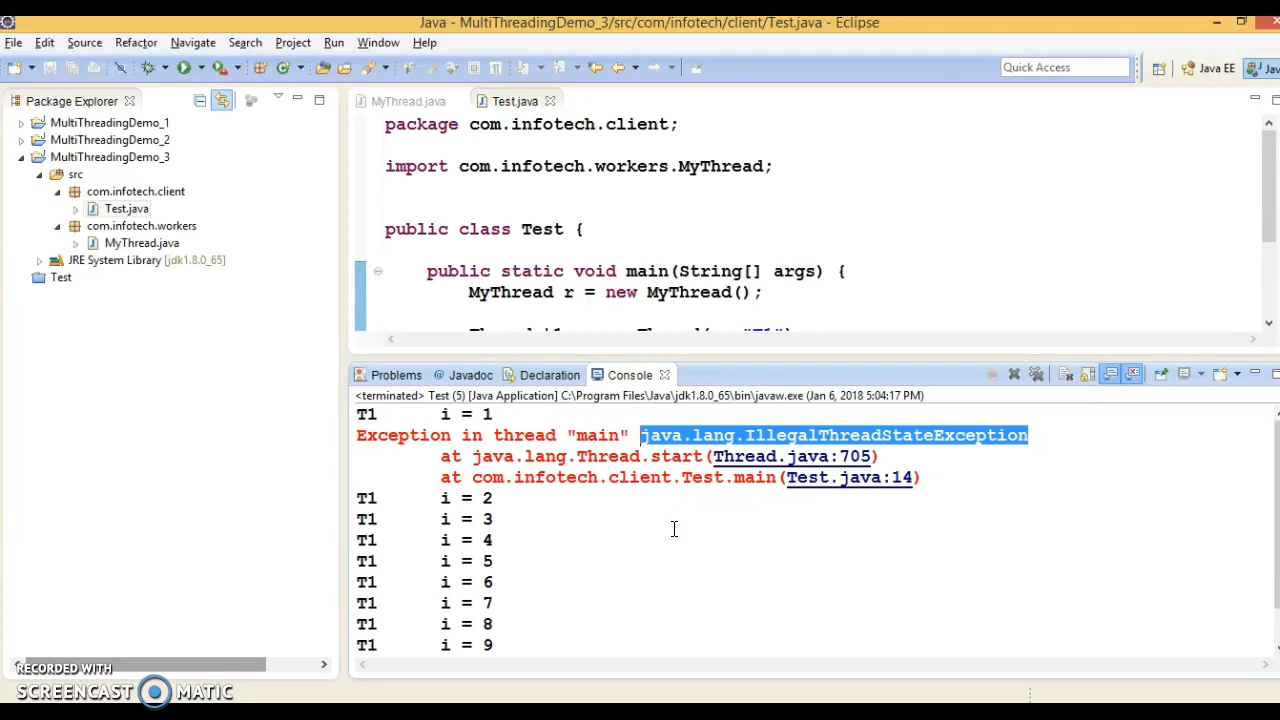 Java - MultiThreadingDemo_3/src/com/infotech/client/Test.java - Eclipse
File Edit Source Refactor Navigate Search Project Run Window Help
Quick Access
Java EE
Jav
Package Explorer
MultiThreadingDemo_1
MultiThreadingDemo_2
MultiThreadingDemo_3
src
com.infotech.client
Test.java
com.infotech.workers
MyThread.java
JRE System Library [jdk1.8.0_65]
Test
MyThread.java Test.java
package com.infotech.client;
import com.infotech.workers.MyThread;
public class Test {
public static void main(String[] args) {
MyThread r = new MyThread();
Problems @ Javadoc Declaration Console
<terminated> Test (5) [Java Application] C:\Program Files\Java\jdk1.8.0_65\bin\javaw.exe (Jan 6, 2018 5:04:17 PM)
T1 i = 1
Exception in thread "main" java.lang.IllegalThreadStateException
at java.lang.Thread.start(Thread.java:705)
at com.infotech.client.Test.main(Test.java:14)
T1 i = 2
T1 i = 3
T1 i = 4
T1 i = 5
T1 i = 6
T1 i = 7
T1 i = 8
T1 i = 9
RECORDED WITH
SCREENCAST MATIC